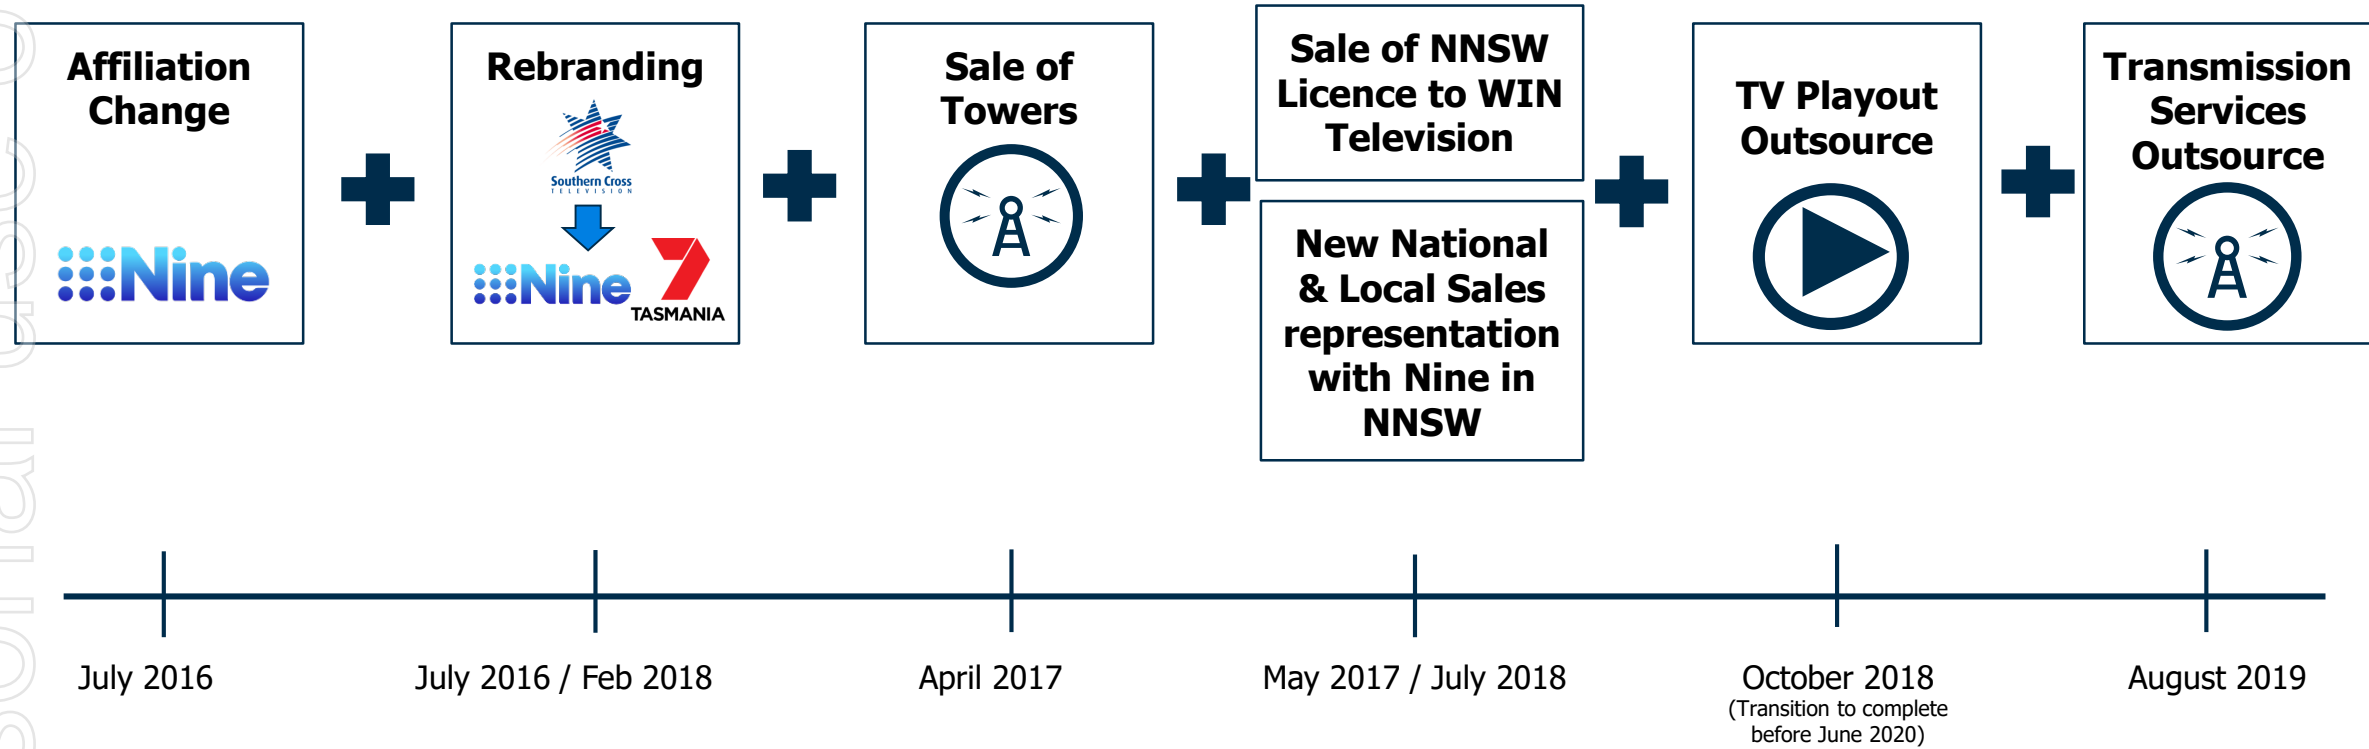 Affiliation
Change
Nine
Rebranding
Southern Cross
TELEVISION
Nine
7
TASMANIA
Sale of
Towers
Sale of NNSW
Licence to WIN
Television
New National
& Local Sales
representation
with Nine in
NNSW
TV Playout
Outsource
Transmission
Services
Outsource
July 2016
July 2016 / Feb 2018
April 2017
May 2017 / July 2018
October 2018
(Transition to complete
before June 2020)
August 2019